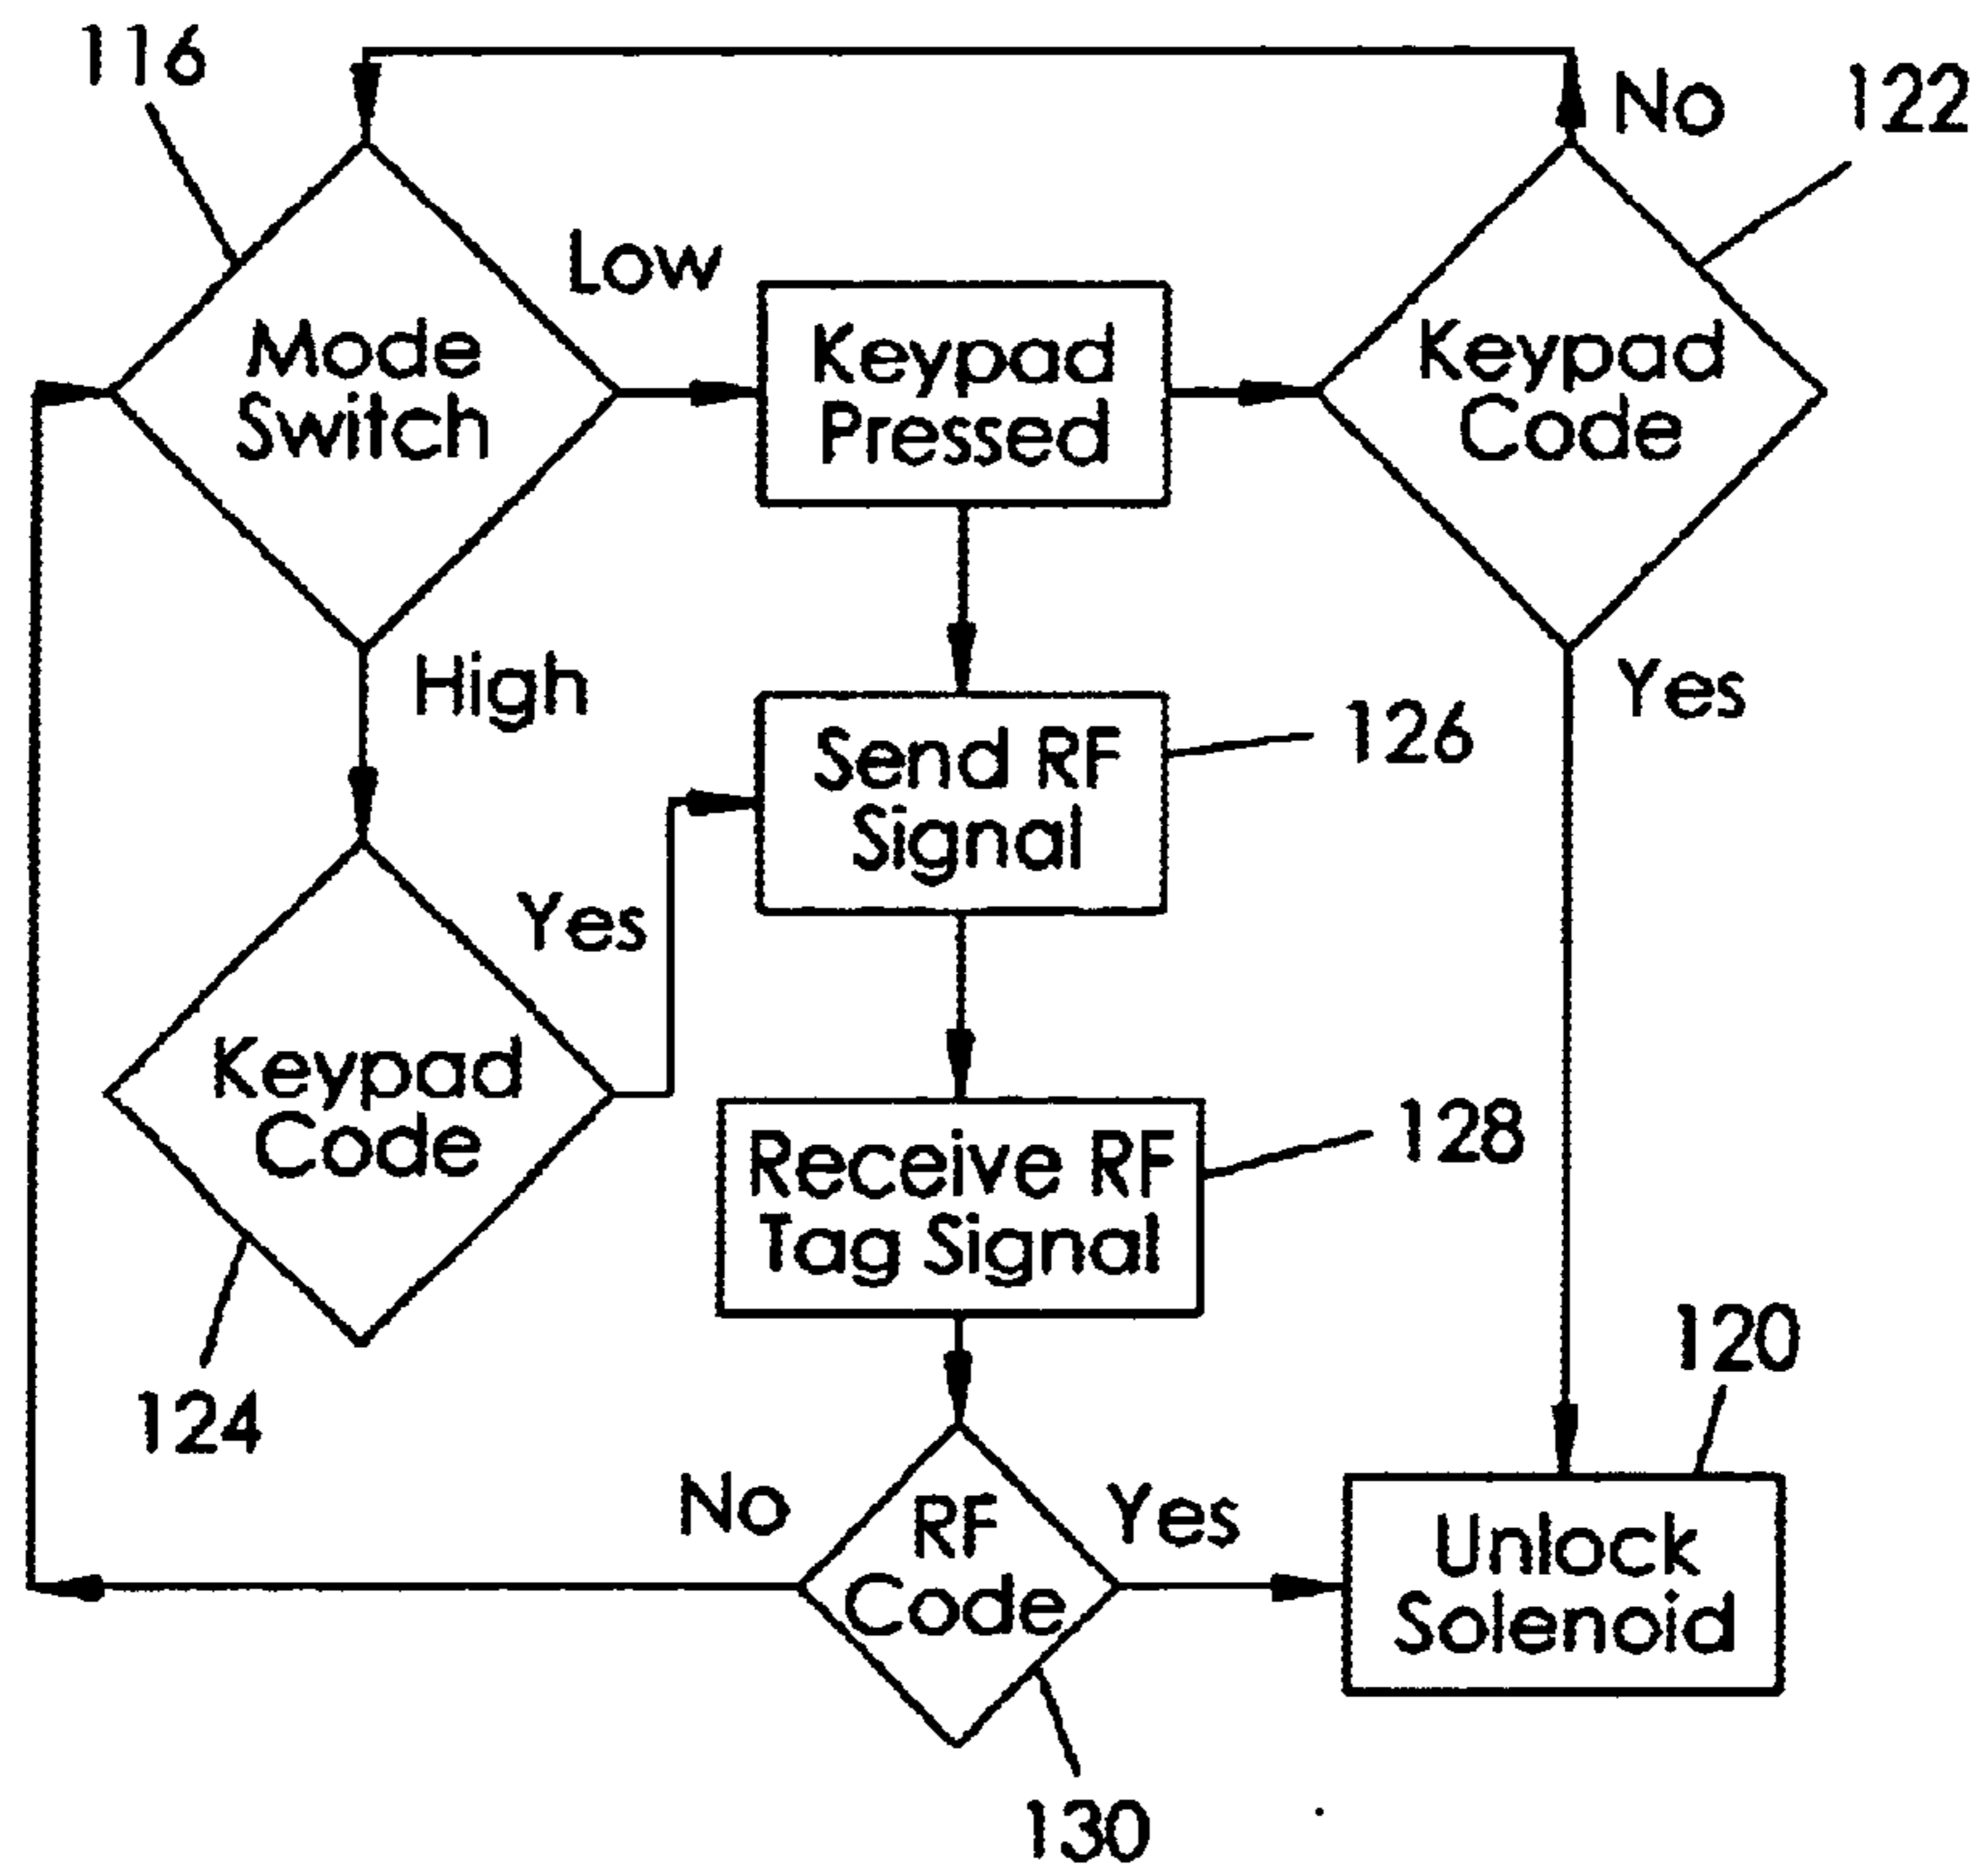 116
No
122
Low
Mode
Switch
Keypad
Pressed
Keypad
Code
High
Yes
126
Send RF
Signal
Yes
Keypad
Code
128
Receive RF
Tag Signal
124
120
No
RF
Code
Yes
Unlock
Solenoid
130